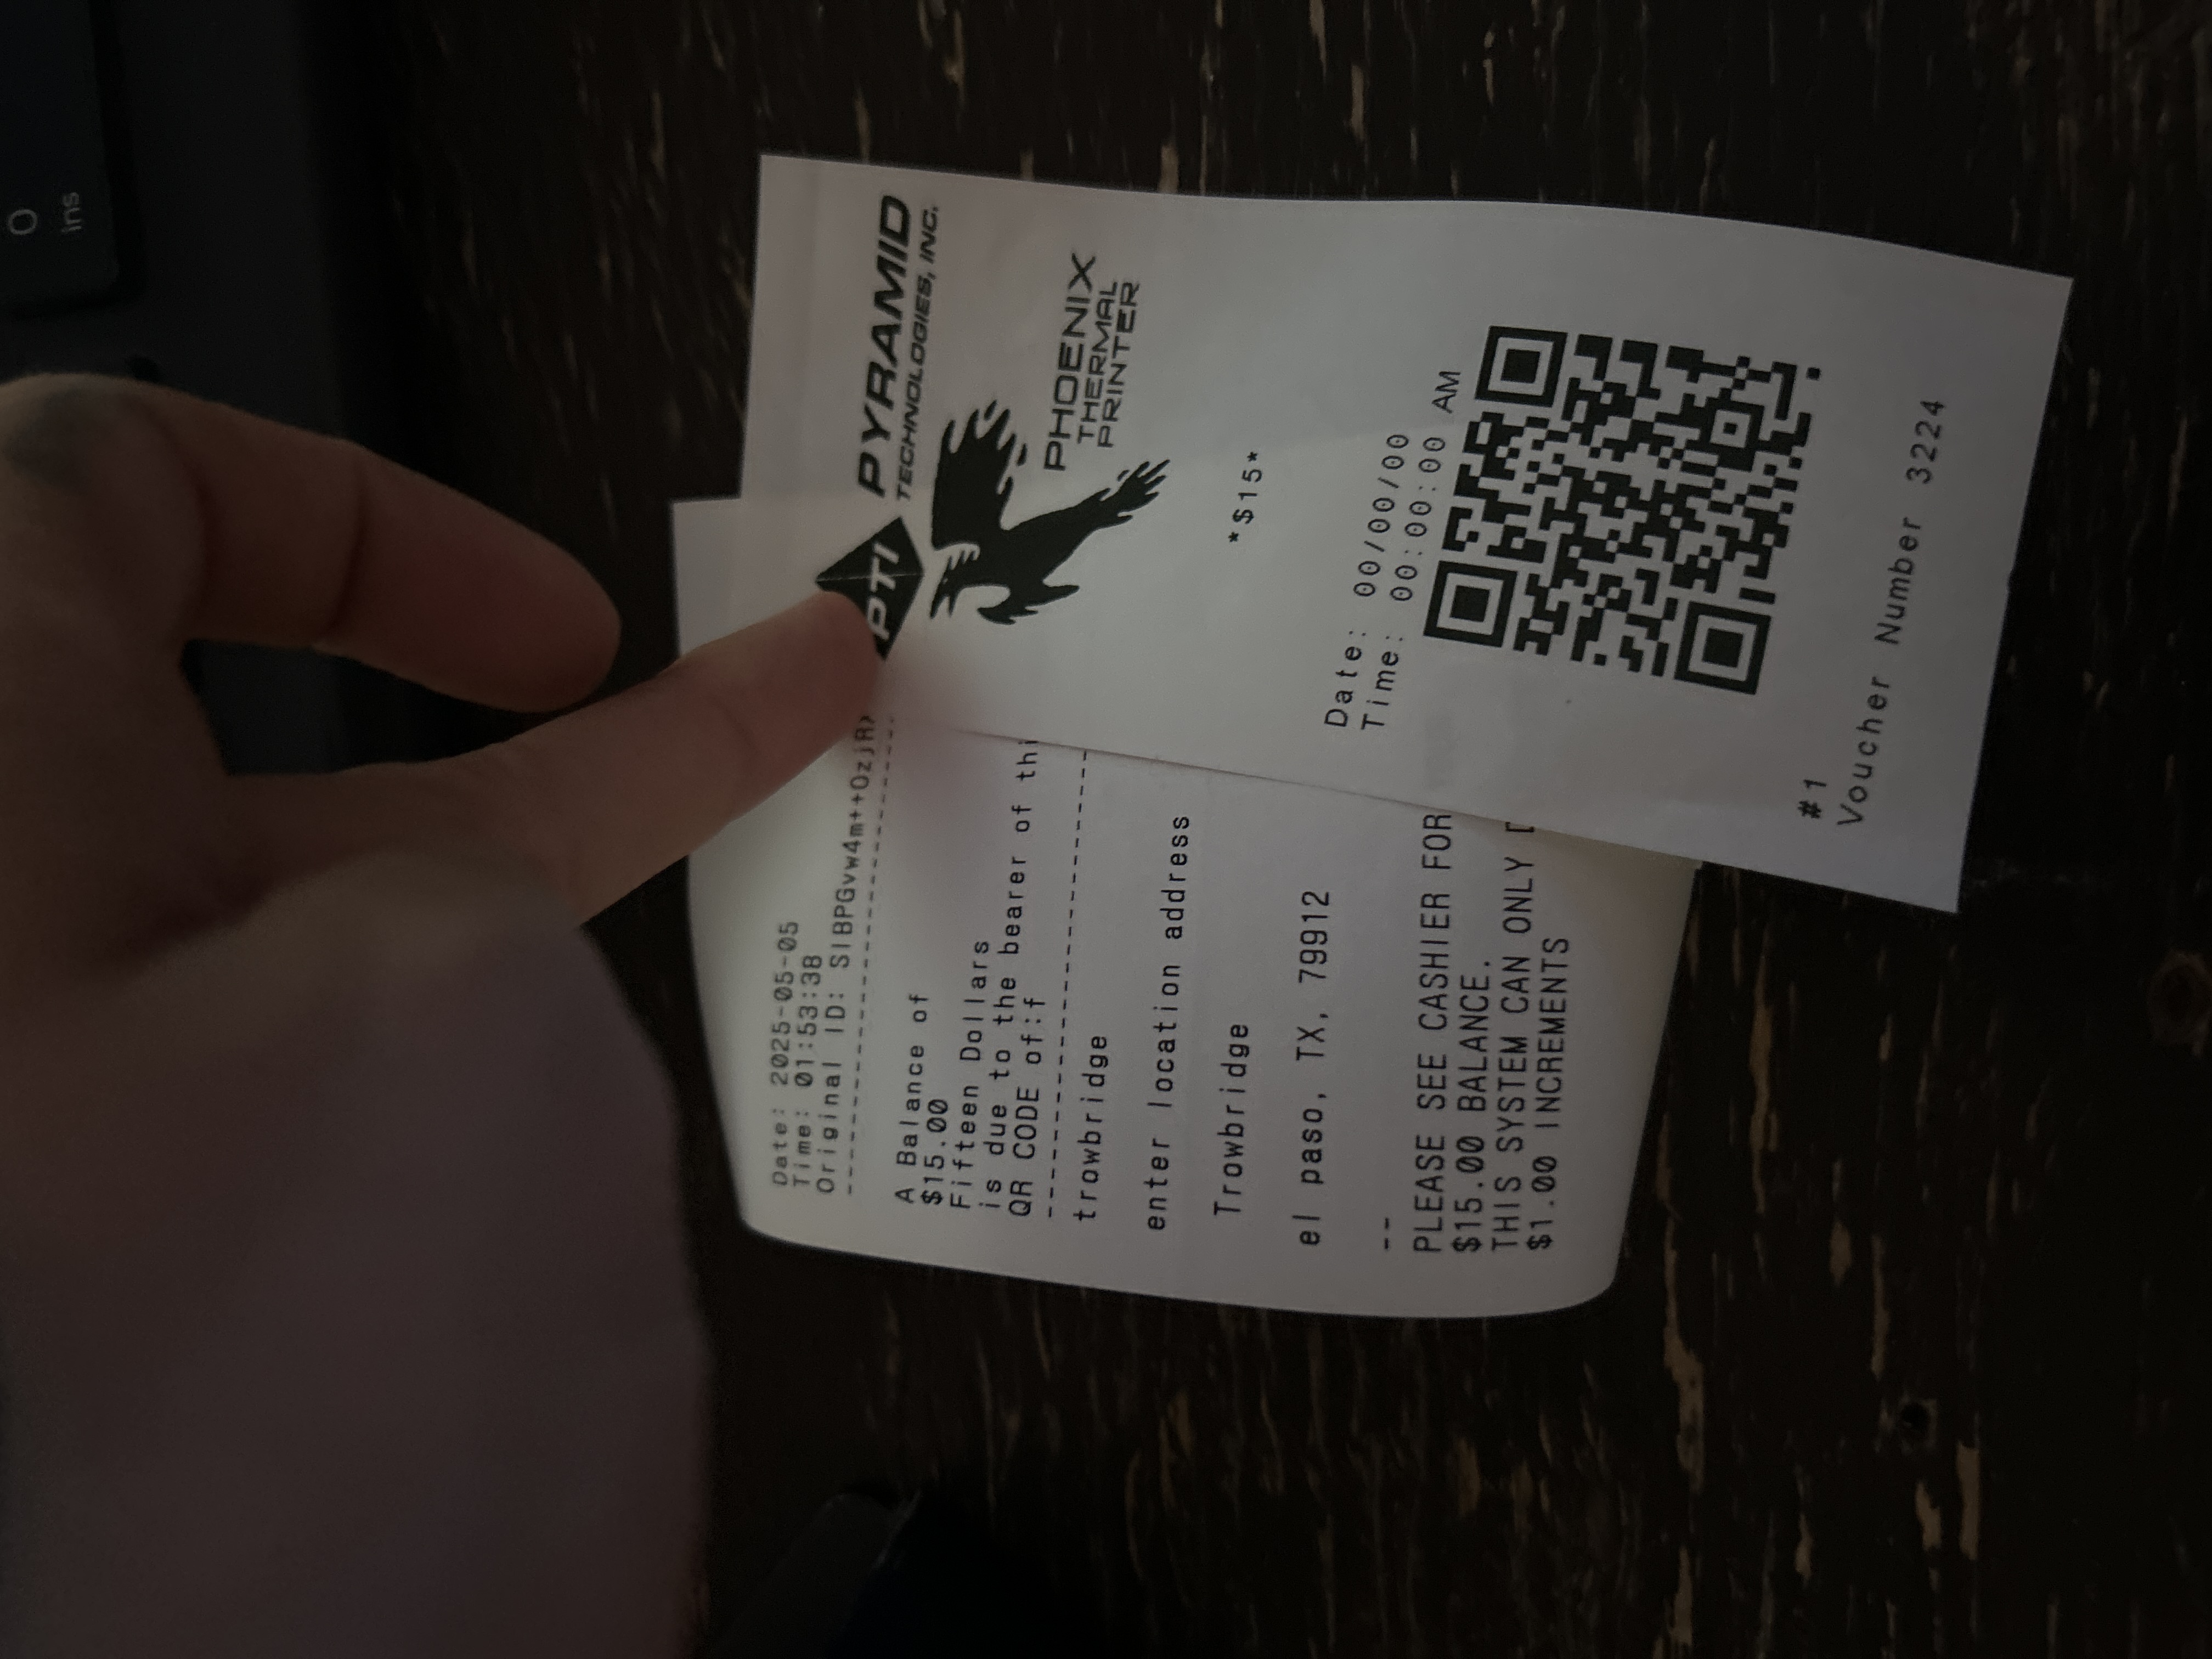 PTI PYRAMID
TECHNOLOGIES, INC.
PHOENIX
THERMAL
PRINTER
*$15*
Date: 00/00/00
Time: 00:00:00 AM
#1
Voucher Number 3224
Date: 2025-05-05
Time: 01:53:38
Original ID:
A Balance of
$15.00
Fifteen Dollars
is due to the bearer of thi
QR CODE of:f
trowbridge
enter location address
Trowbridge
el paso, TX, 79912
--
PLEASE SEE CASHIER FOR
$15.00 BALANCE.
THIS SYSTEM CAN ONLY
$1.00 INCREMENTS
O
Ins